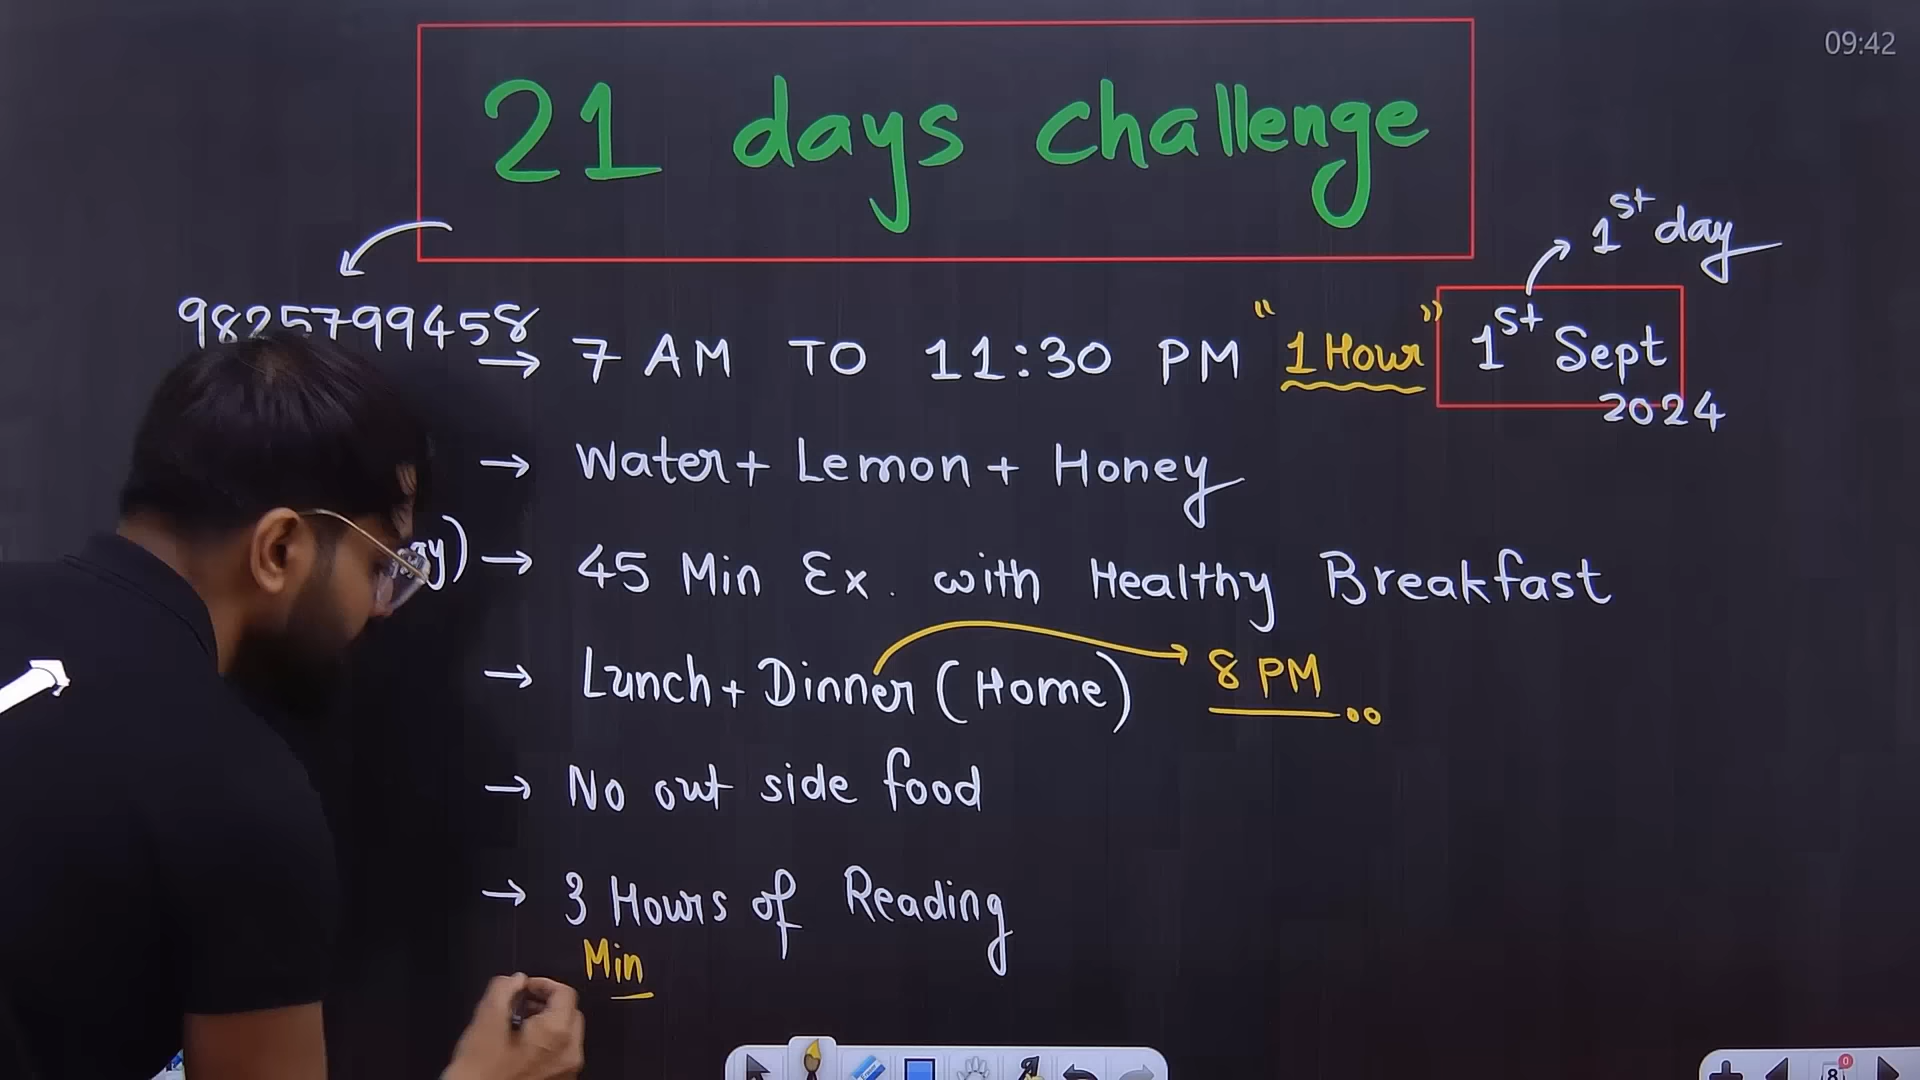 09:42
21 days challenge
1st day
9825799458
→ 7 AM TO 11:30 PM "1 Hour" 1st Sept
2024
→ Water + Lemon + Honey
→ 45 Min Ex. with Healthy Breakfast
→ Lunch + Dinner (Home) → 8 PM
→ No out side food
→ 3 Hours of Reading
Min